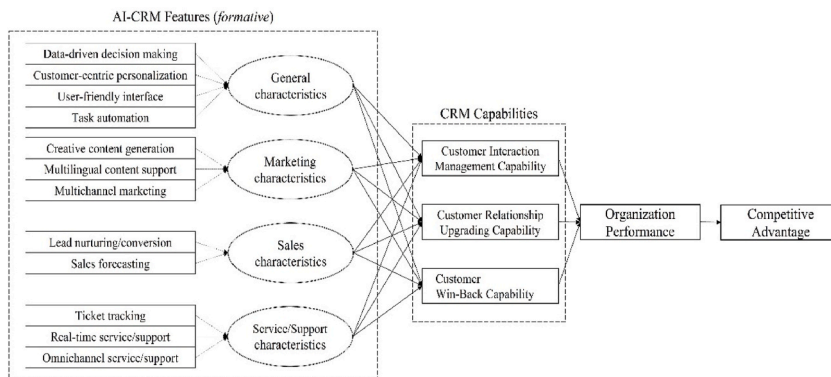 AI-CRM Features (formative)
Data-driven decision making
Customer-centric personalization
User-friendly interface
Task automation
General
characteristics
Creative content generation
Multilingual content support
Multichannel marketing
Marketing
characteristics
Lead nurturing/conversion
Sales forecasting
Sales
characteristics
Ticket tracking
Real-time service/support
Omnichannel service/support
Service/Support
characteristics
CRM Capabilities
Customer Interaction
Management Capability
Customer Relationship
Upgrading Capability
Customer
Win-Back Capability
Organization
Performance
Competitive
Advantage